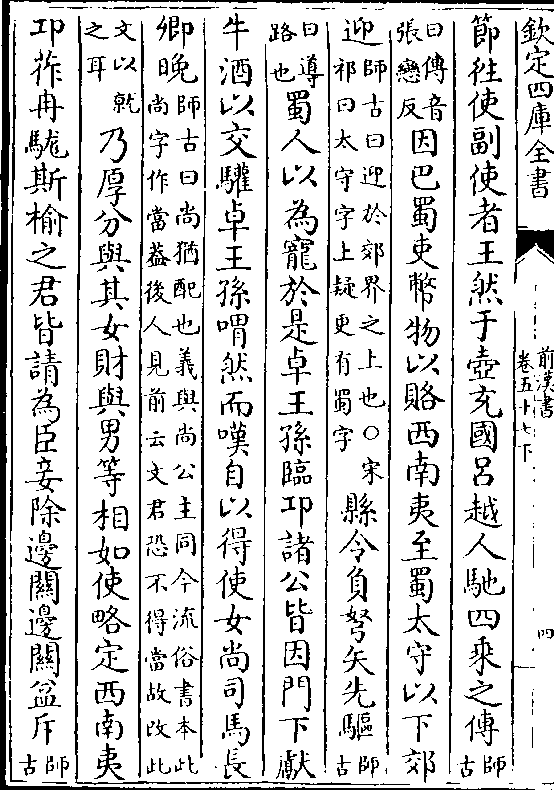 欽定四庫全書
前漢書
卷五十七下
四
節往使副使者王然于壺充國呂越人馳四乘之傳師古
曰傳音張戀反因巴蜀吏幣物以賂西南夷至蜀太守以下郊
迎師古曰迎於郊界之上也○宋祁曰太守字上疑更有蜀字縣令負弩矢先驅師古
曰導路也蜀人以為寵於是卓王孫臨卭諸公皆因門下獻
牛酒以交驩卓王孫喟然而嘆自以得使女尚司馬長
卿晚師古曰尚猶配也義與尚公主同今流俗書本此尚字作當葢後人見前云文君恐不得當故改此
文以就之耳乃厚分與其女財與男等相如使略定西南夷
卭莋冉駹斯榆之君皆請為臣妾除邊關邊關益斥師古